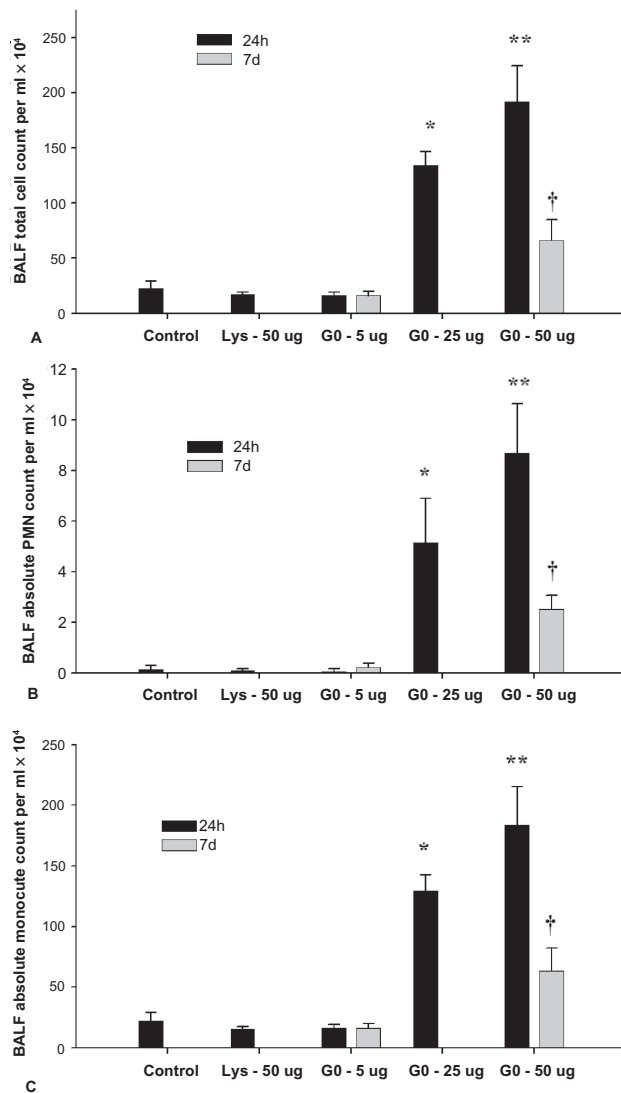 BALF total cell count per ml × 10⁴
250
200
150
100
50
0
24h
7d
*
**
†
Control Lys - 50 ug G0 - 5 ug G0 - 25 ug G0 - 50 ug
A
BALF absolute PMN count per ml × 10⁴
12
10
8
6
4
2
0
24h
7d
*
**
†
Control Lys - 50 ug G0 - 5 ug G0 - 25 ug G0 - 50 ug
B
BALF absolute monocute count per ml × 10⁴
250
200
150
100
50
0
24h
7d
*
**
†
Control Lys - 50 ug G0 - 5 ug G0 - 25 ug G0 - 50 ug
C